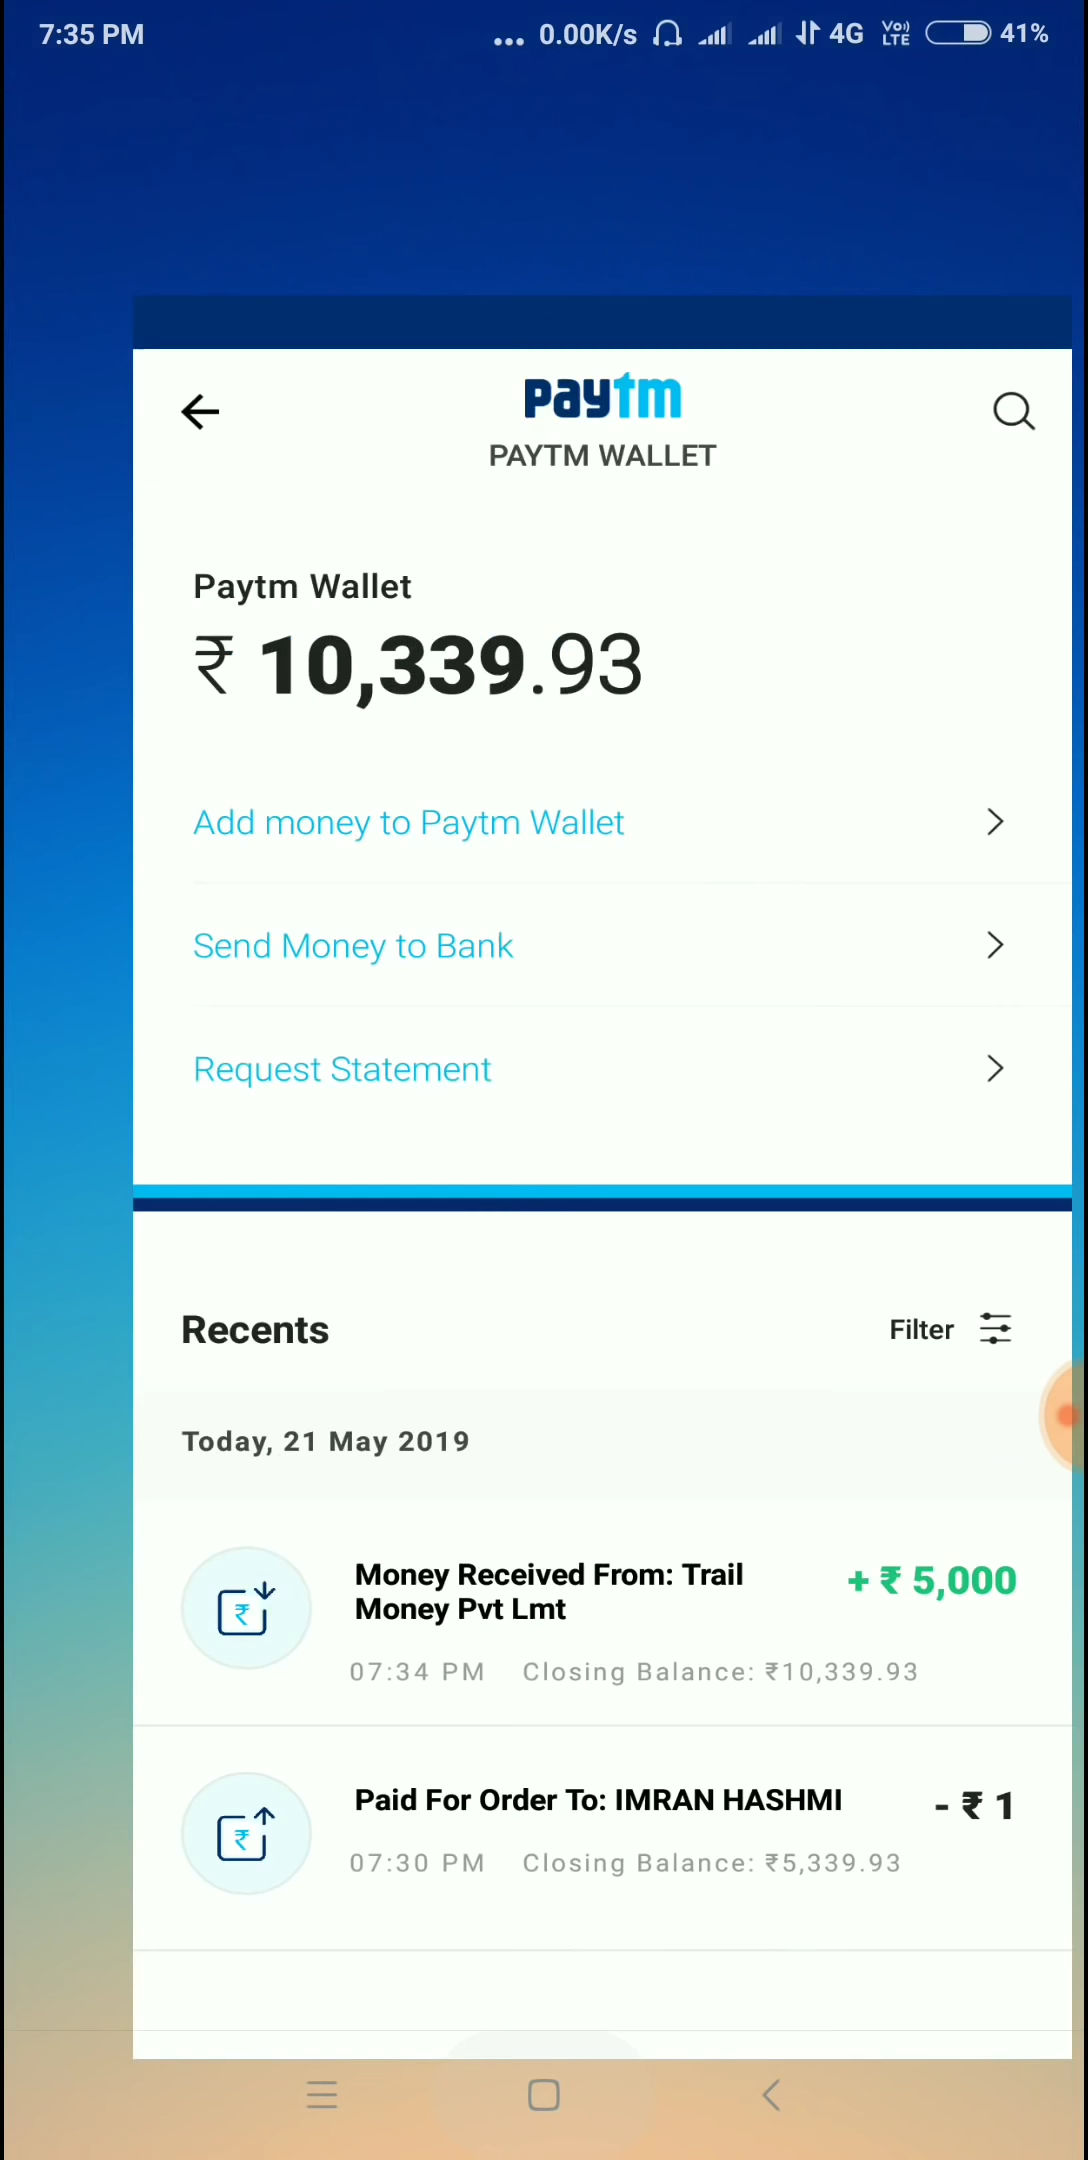 7:35 PM ... 0.00K/s 4G VoLTE 41%
paytm
PAYTM WALLET
Paytm Wallet
₹ 10,339.93
Add money to Paytm Wallet
Send Money to Bank
Request Statement
Recents Filter
Today, 21 May 2019
Money Received From: Trail + ₹ 5,000
Money Pvt Lmt
07:34 PM Closing Balance: ₹10,339.93
Paid For Order To: IMRAN HASHMI - ₹ 1
07:30 PM Closing Balance: ₹5,339.93